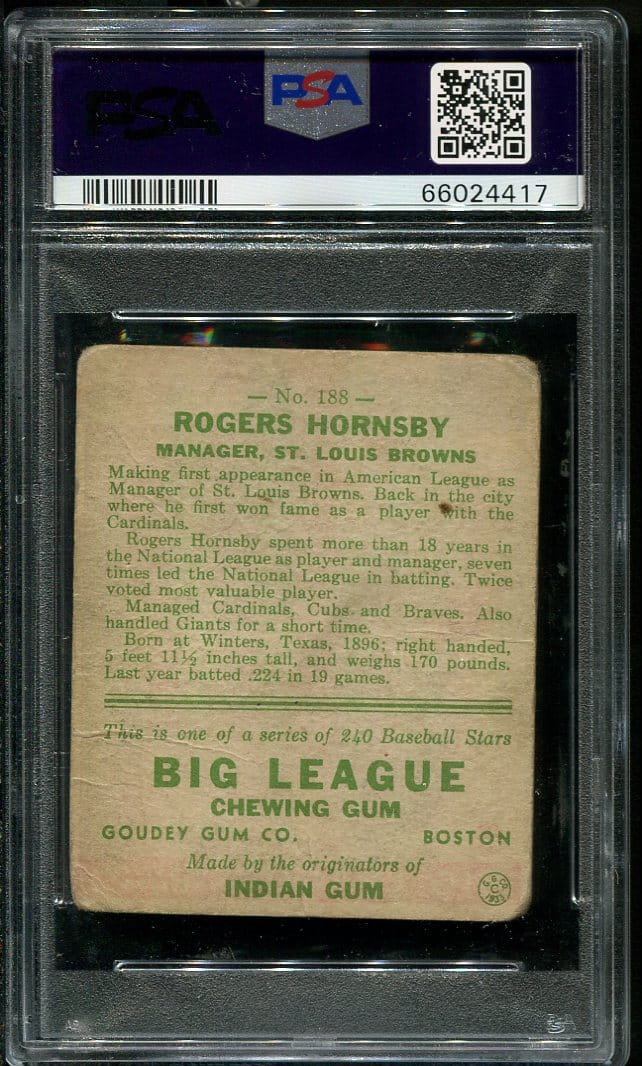 PSA
PSA
66024417
— No. 188 —
ROGERS HORNSBY
MANAGER, ST. LOUIS BROWNS
Making first appearance in American League as
Manager of St. Louis Browns. Back in the city
where he first won fame as a player with the
Cardinals.
Rogers Hornsby spent more than 18 years in
the National League as player and manager, seven
times led the National League in batting. Twice
voted most valuable player.
Managed Cardinals, Cubs and Braves. Also
handled Giants for a short time.
Born at Winters, Texas, 1896; right handed,
5 feet 11½ inches tall, and weighs 170 pounds.
Last year batted .224 in 19 games.
This is one of a series of 240 Baseball Stars
BIG LEAGUE
CHEWING GUM
GOUDEY GUM CO. BOSTON
Made by the originators of
INDIAN GUM
G. G. Co.
C
PSA